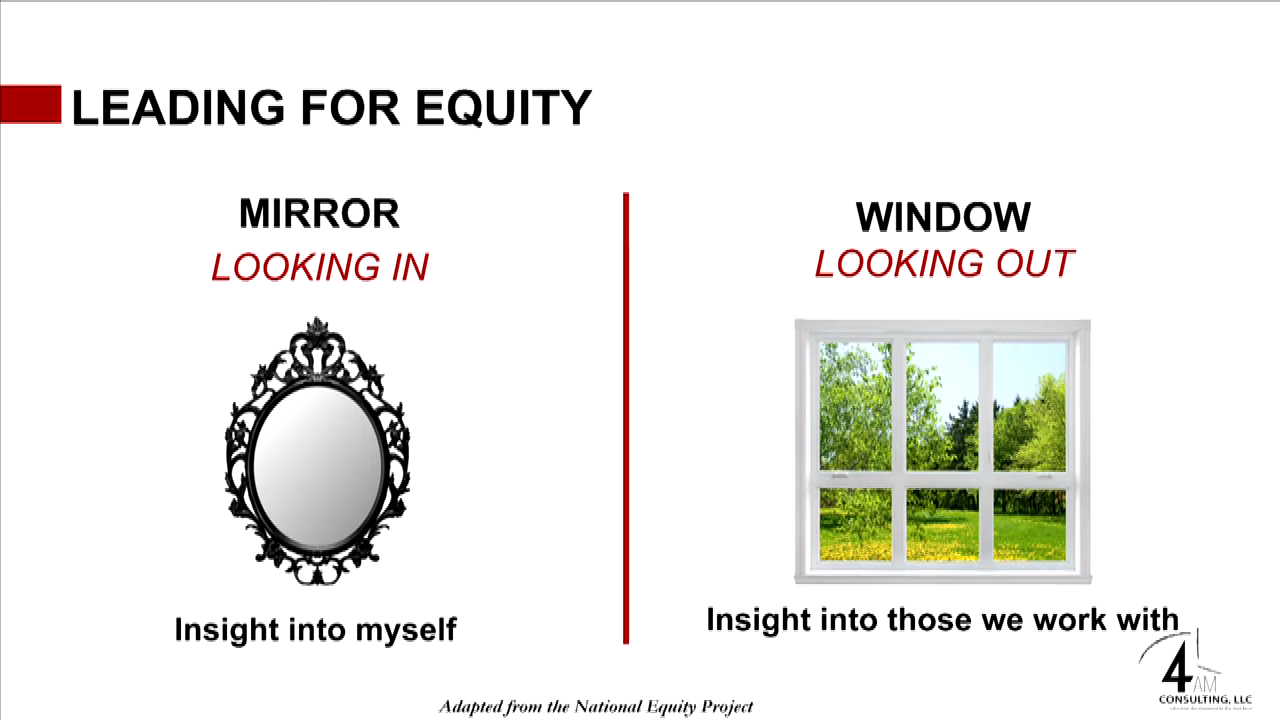 LEADING FOR EQUITY
MIRROR
LOOKING IN
Insight into myself
WINDOW
LOOKING OUT
Insight into those we work with
Adapted from the National Equity Project
4 AM
CONSULTING, LLC